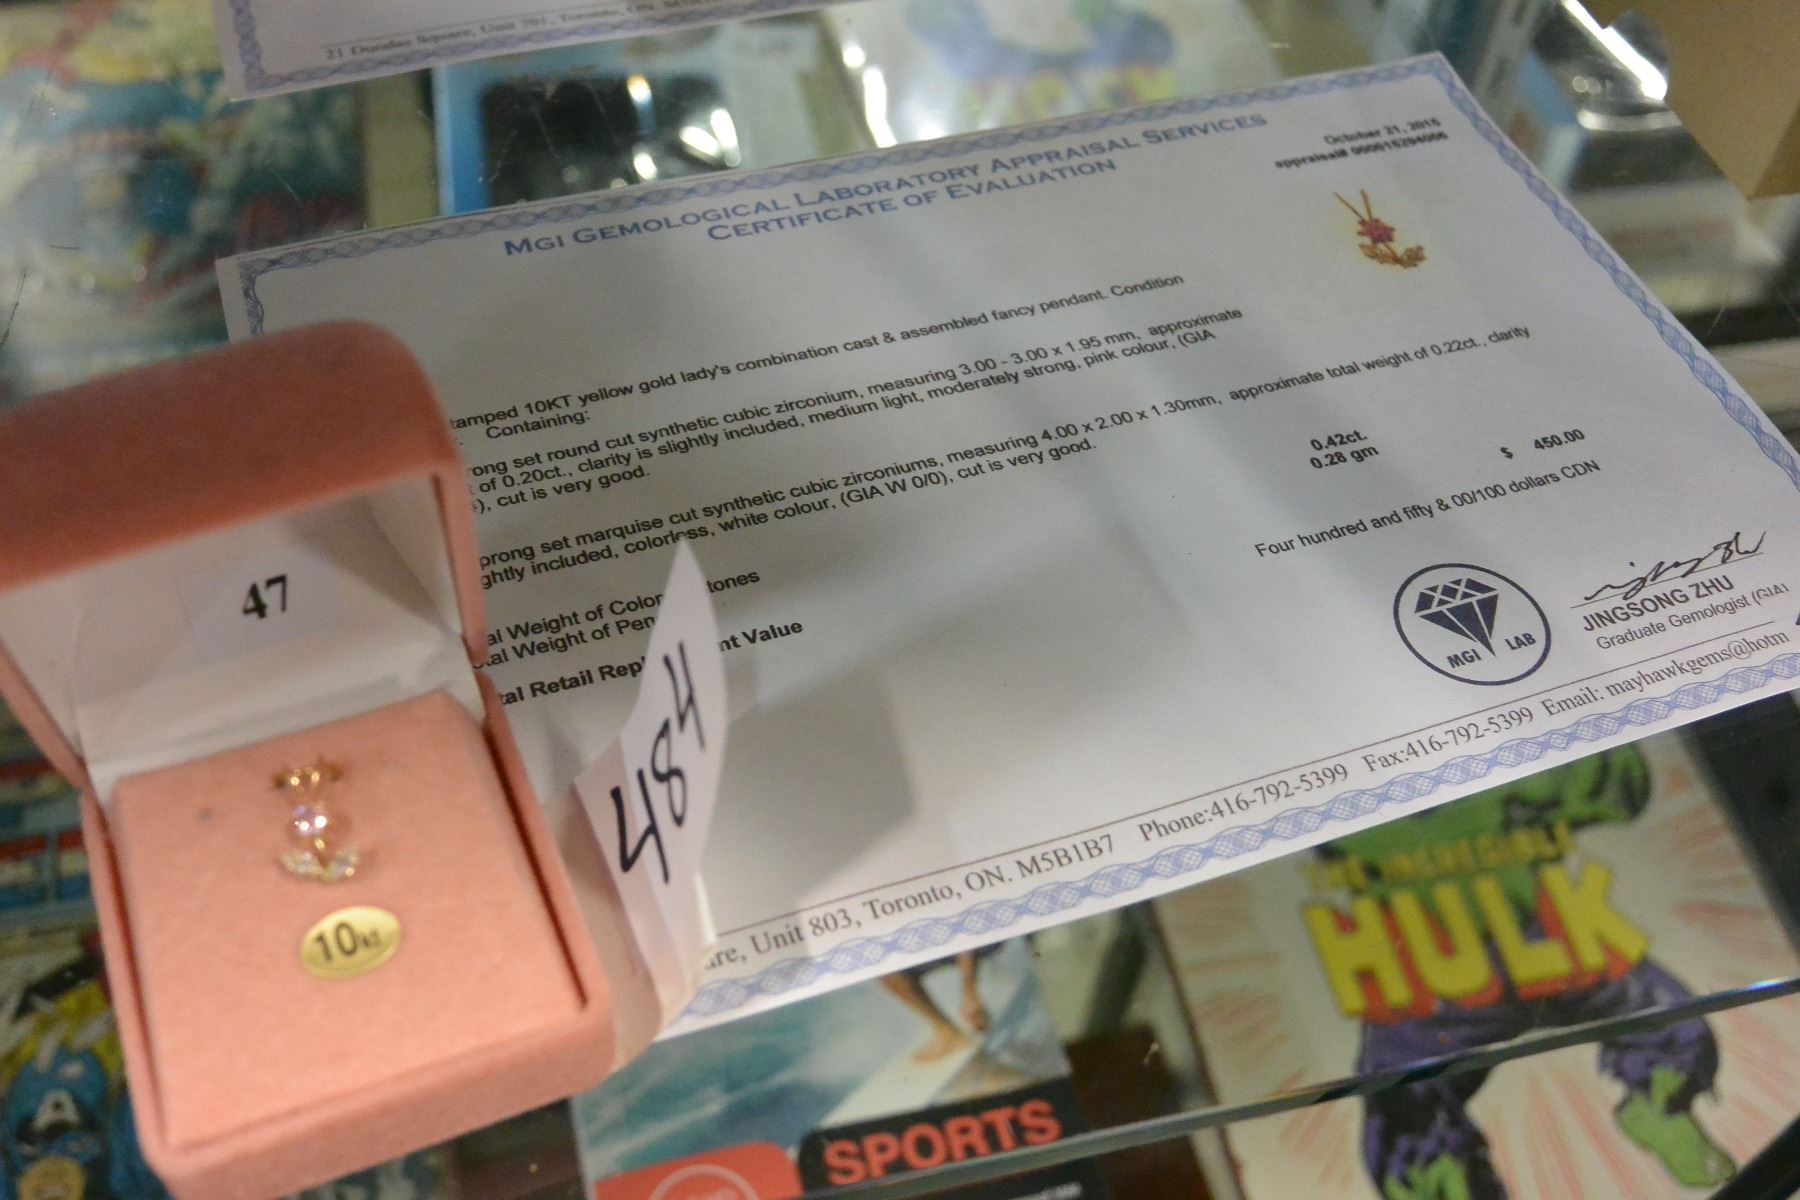 21 Dundas Square, Unit 701, Toronto, ON.
October 21, 2015
appraisal# 000015294006
MGI GEMOLOGICAL LABORATORY APPRAISAL SERVICES
CERTIFICATE OF EVALUATION
tamped 10KT yellow gold lady's combination cast & assembled fancy pendant. Condition
Containing:
rong set round cut synthetic cubic zirconium, measuring 3.00 - 3.00 x 1.95 mm, approximate
of 0.20ct., clarity is slightly included, medium light, moderately strong, pink colour, (GIA
), cut is very good.
prong set marquise cut synthetic cubic zirconiums, measuring 4.00 x 2.00 x 1.30mm, approximate total weight of 0.22ct., clarity
ghtly included, colorless, white colour, (GIA W 0/0), cut is very good.
al Weight of Color tones 0.42ct.
tal Weight of Pen 0.28 gm
tal Retail Repl nt Value $ 450.00
Four hundred and fifty & 00/100 dollars CDN
MGI LAB
JINGSONG ZHU
Graduate Gemologist (GIA)
are, Unit 803, Toronto, ON. M5B1B7 Phone:416-792-5399 Fax:416-792-5399 Email: mayhawkgems@hotm
47
484
10KT
THE INCREDIBLE
HULK
SPORTS
A